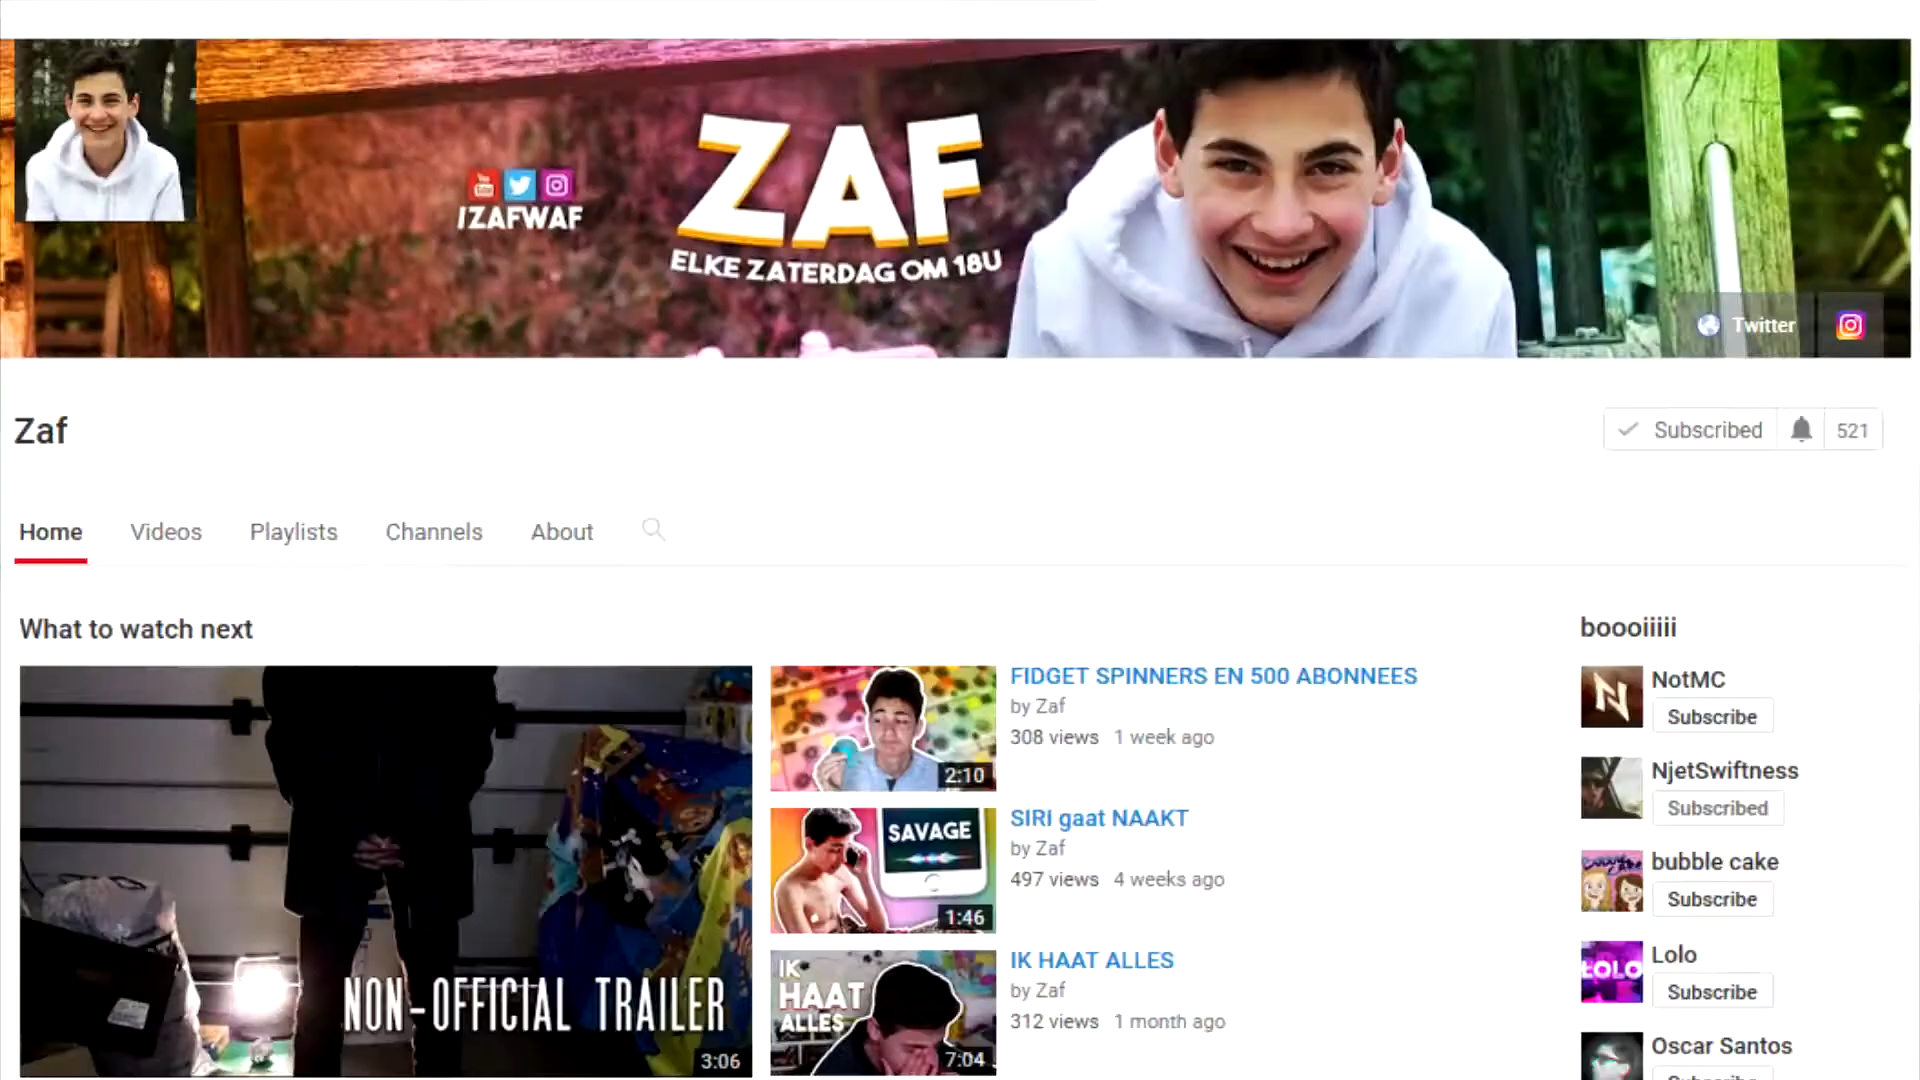 /ZAFWAF
ZAF
ELKE ZATERDAG OM 18U
Twitter
Zaf
Subscribed
521
Home
Videos
Playlists
Channels
About
What to watch next
NON-OFFICIAL TRAILER
3:06
2:10
FIDGET SPINNERS EN 500 ABONNEES
by Zaf
308 views 1 week ago
SAVAGE
1:46
SIRI gaat NAAKT
by Zaf
497 views 4 weeks ago
IK
HAAT
ALLES
7:04
IK HAAT ALLES
by Zaf
312 views 1 month ago
boooiiiii
NotMC
Subscribe
NjetSwiftness
Subscribed
bubble cake
Subscribe
LOLO
Lolo
Subscribe
Oscar Santos